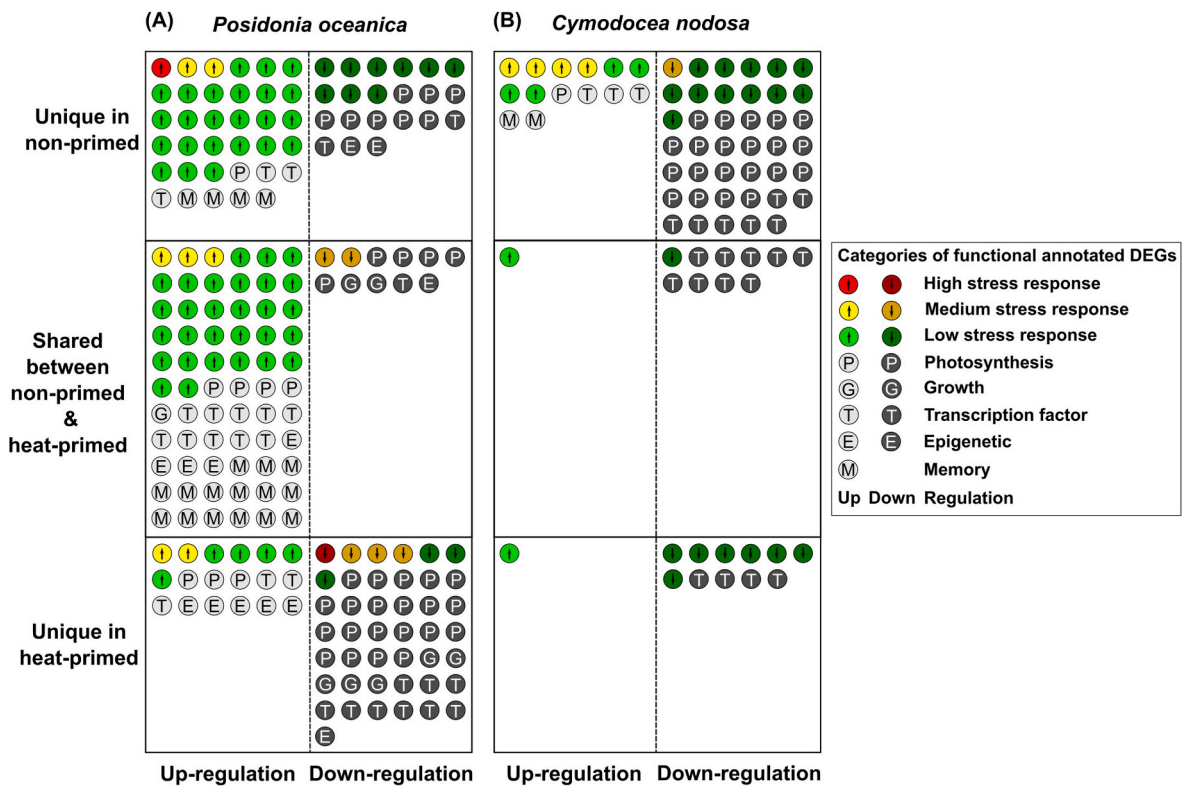 (A) Posidonia oceanica
(B) Cymodocea nodosa
Unique in
non-primed
P T T
T M M M M
P P P
P P P P P T
T E E
P T T T
M M
P P P P P
P P P P P P
P P P P P P
P P P P T T
T T T T T
Shared
between
non-primed
&
heat-primed
P P P P
G T T T T T
T T T T T E
E E E M M M
M M M M M M
M M M M M M
P P P P
P G G T E
T T T T T
T T T T
Unique in
heat-primed
P P P T T
T E E E E E
P P P P P
P P P P P P
P P P P P P
P P P P G G
G G G T T T
T T T T T T
E
T T T T
Up-regulation Down-regulation
Up-regulation Down-regulation
Categories of functional annotated DEGs
High stress response
Medium stress response
Low stress response
P P Photosynthesis
G G Growth
T T Transcription factor
E E Epigenetic
M Memory
Up Down Regulation